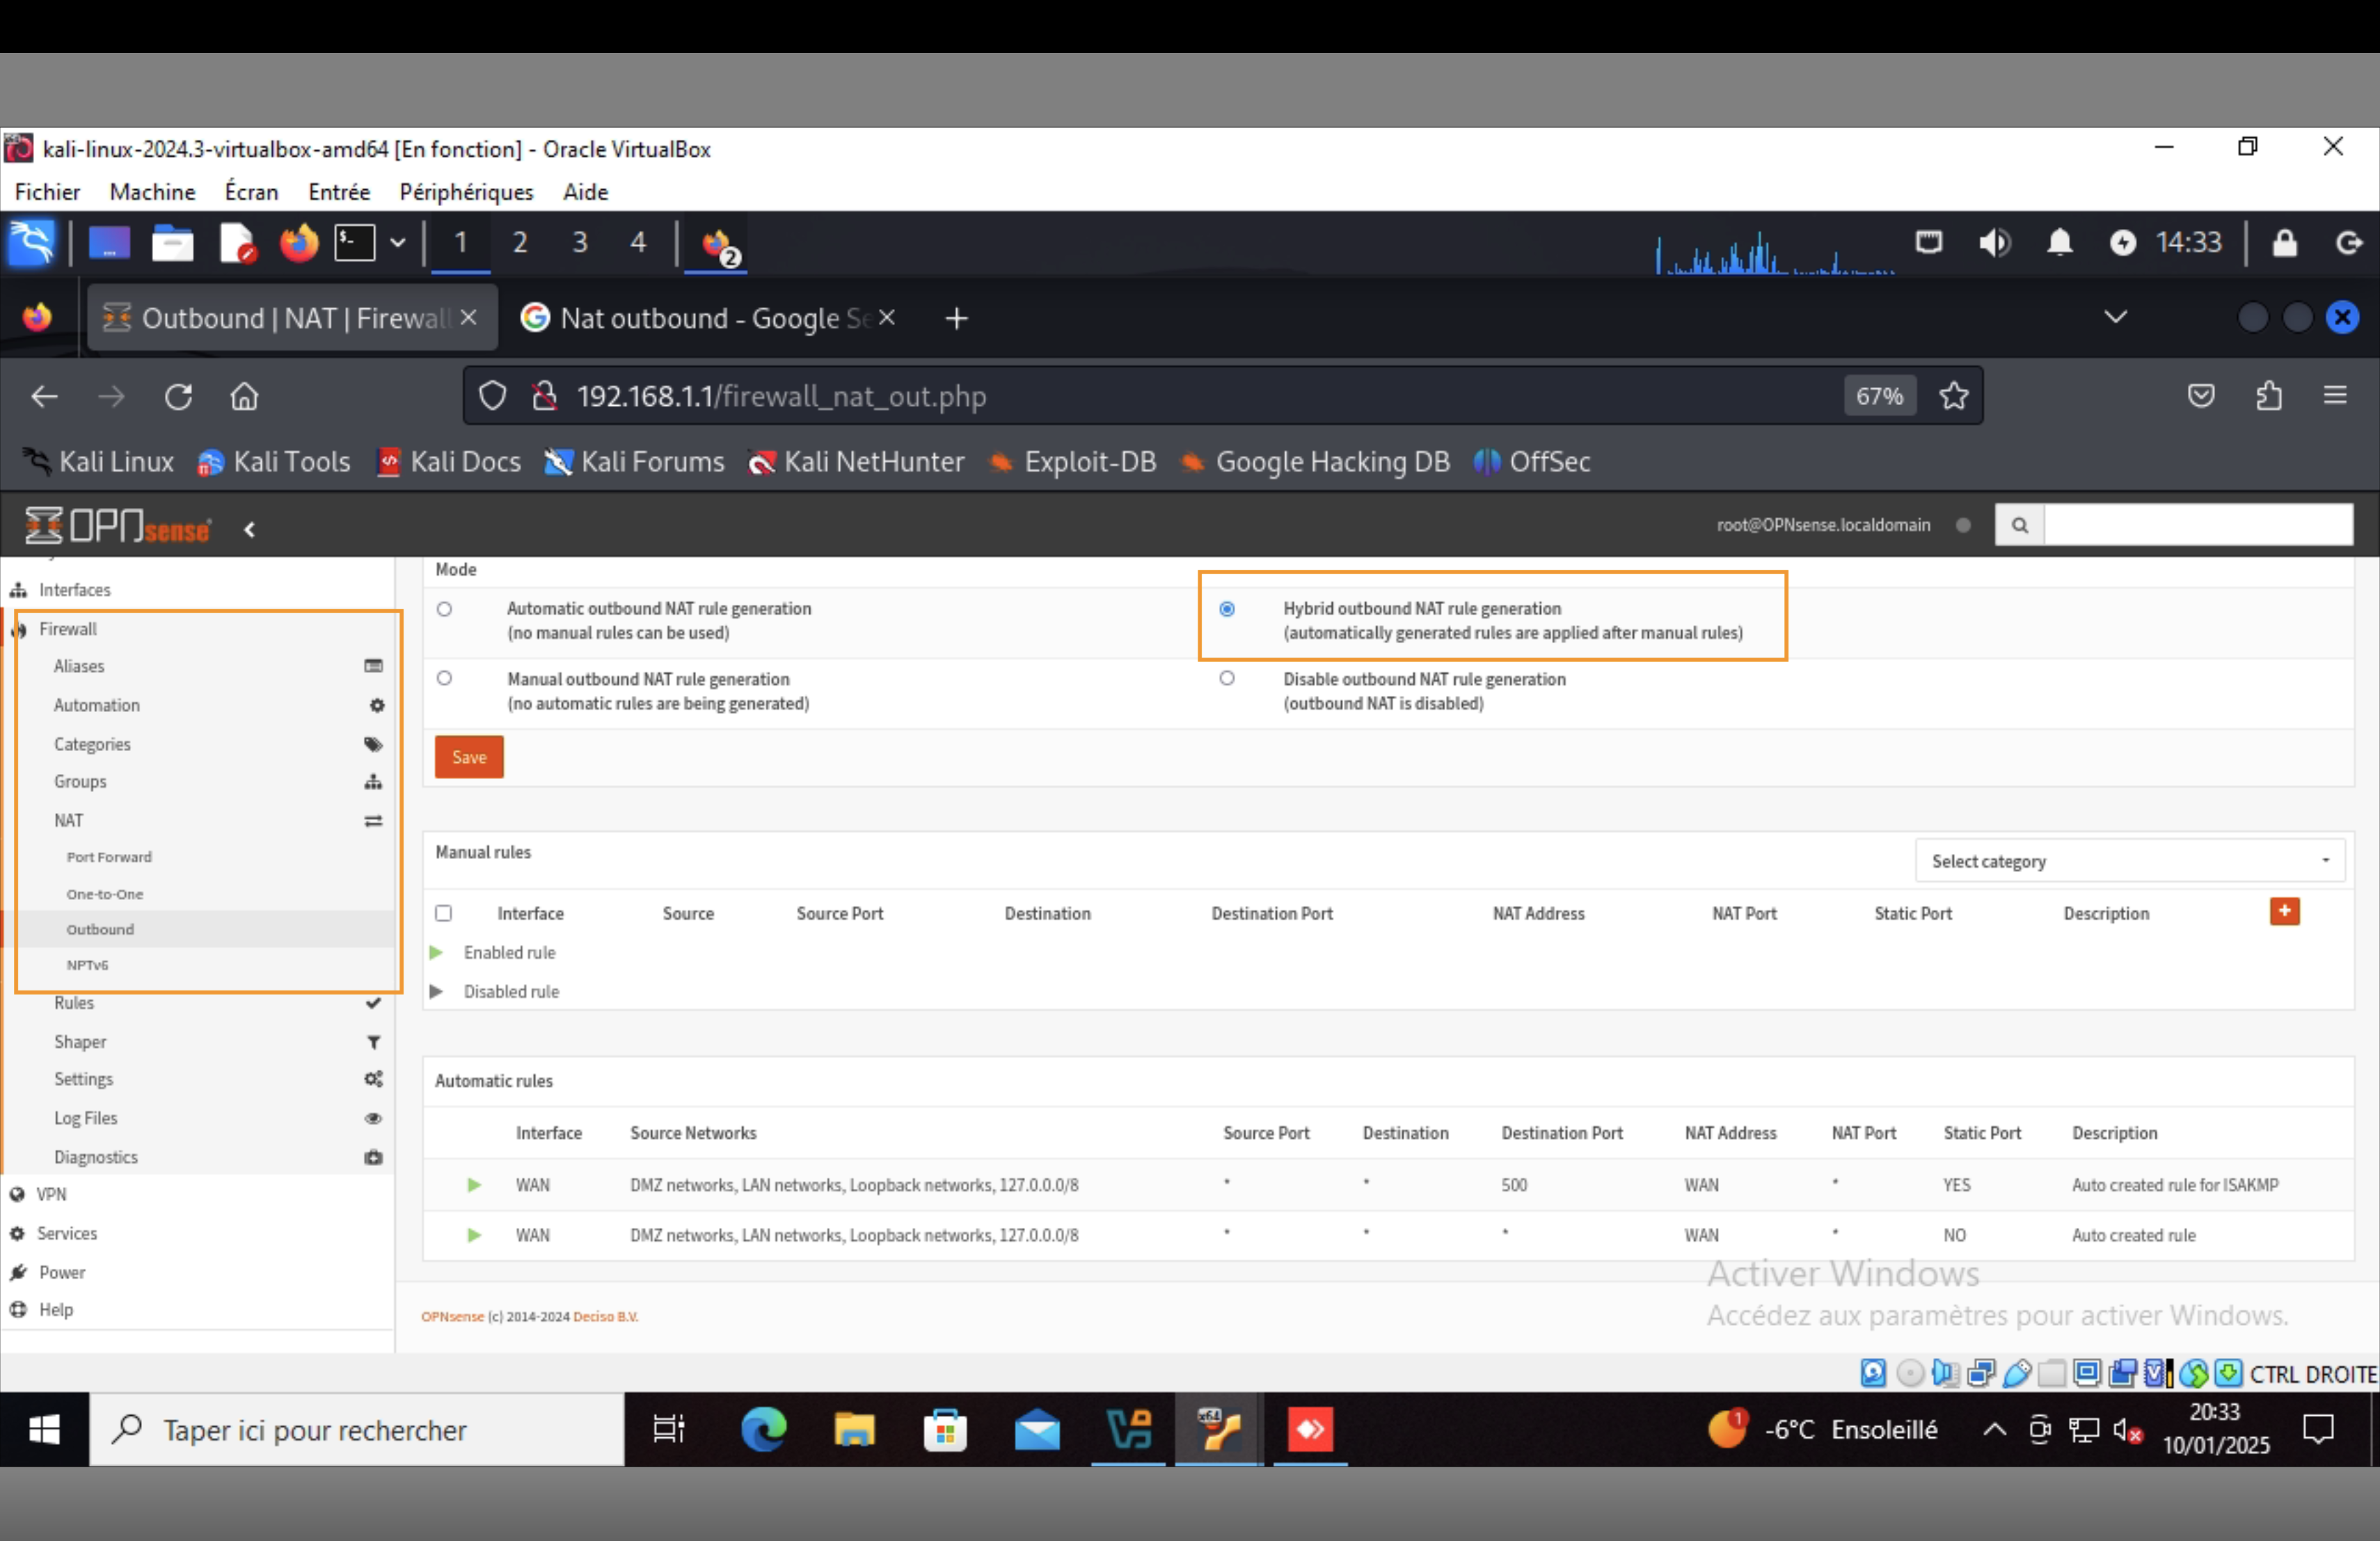 kali-linux-2024.3-virtualbox-amd64 [En fonction] - Oracle VirtualBox
Fichier Machine Écran Entrée Périphériques Aide
$- 1 2 3 4 2 14:33
Outbound | NAT | Firewall Nat outbound - Google Se
192.168.1.1/firewall_nat_out.php 67%
Kali Linux Kali Tools Kali Docs Kali Forums Kali NetHunter Exploit-DB Google Hacking DB OffSec
OPNsense root@OPNsense.localdomain
Interfaces
Firewall
Aliases
Automation
Categories
Groups
NAT
Port Forward
One-to-One
Outbound
NPTv6
Rules
Shaper
Settings
Log Files
Diagnostics
VPN
Services
Power
Help
Mode
Automatic outbound NAT rule generation
(no manual rules can be used)
Hybrid outbound NAT rule generation
(automatically generated rules are applied after manual rules)
Manual outbound NAT rule generation
(no automatic rules are being generated)
Disable outbound NAT rule generation
(outbound NAT is disabled)
Save
Manual rules Select category
Interface Source Source Port Destination Destination Port NAT Address NAT Port Static Port Description
Enabled rule
Disabled rule
Automatic rules
Interface Source Networks Source Port Destination Destination Port NAT Address NAT Port Static Port Description
WAN DMZ networks, LAN networks, Loopback networks, 127.0.0.0/8 * * 500 WAN * YES Auto created rule for ISAKMP
WAN DMZ networks, LAN networks, Loopback networks, 127.0.0.0/8 * * * WAN * NO Auto created rule
OPNsense (c) 2014-2024 Deciso B.V.
Activer Windows
Accédez aux paramètres pour activer Windows.
CTRL DROITE
Taper ici pour rechercher x64 1 -6°C Ensoleillé 20:33
10/01/2025